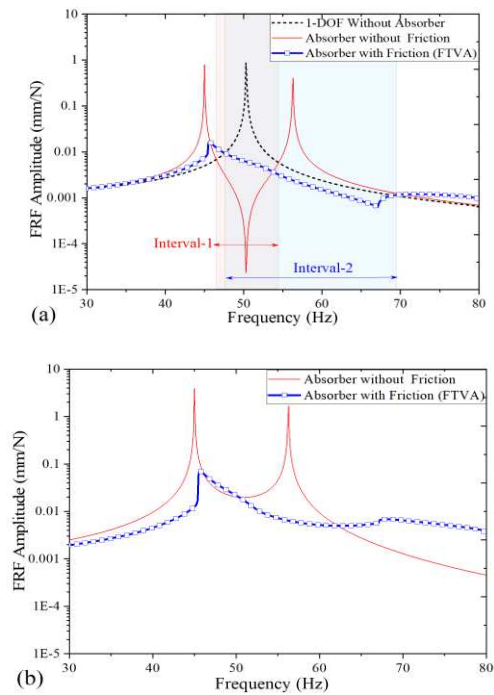 10
1
0.1
0.01
0.001
1E-4
1E-5
FRF Amplitude (mm/N)
1-DOF Without Absorber
Absorber without Friction
Absorber with Friction (FTVA)
Interval-1
Interval-2
30 40 50 60 70 80
Frequency (Hz)
(a)
10
1
0.1
0.01
0.001
1E-4
1E-5
FRF Amplitude (mm/N)
Absorber without Friction
Absorber with Friction (FTVA)
30 40 50 60 70 80
Frequency (Hz)
(b)